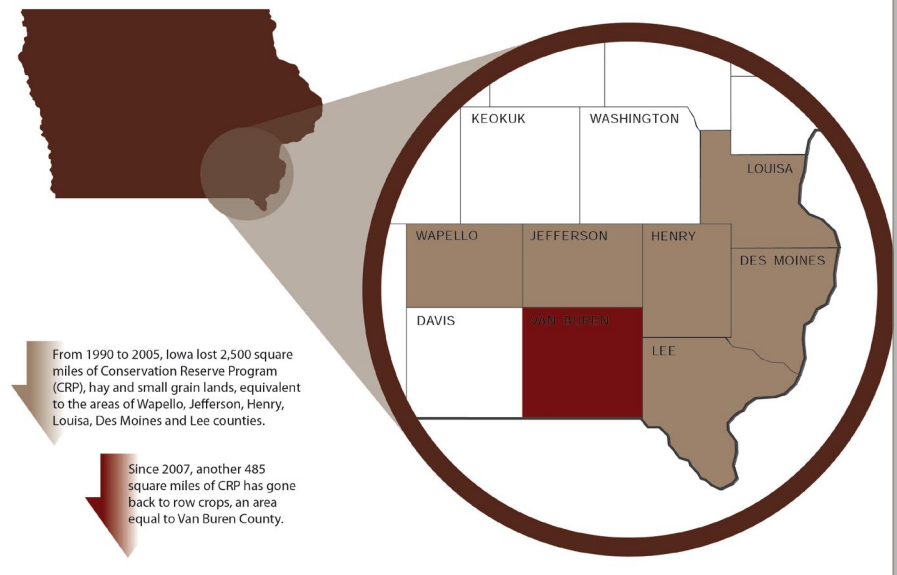 KEOKUK
WASHINGTON
LOUISA
WAPELLO
JEFFERSON
HENRY
DES MOINES
DAVIS
VAN BUREN
LEE
From 1990 to 2005, Iowa lost 2,500 square
miles of Conservation Reserve Program
(CRP), hay and small grain lands, equivalent
to the areas of Wapello, Jefferson, Henry,
Louisa, Des Moines and Lee counties.
Since 2007, another 485
square miles of CRP has gone
back to row crops, an area
equal to Van Buren County.